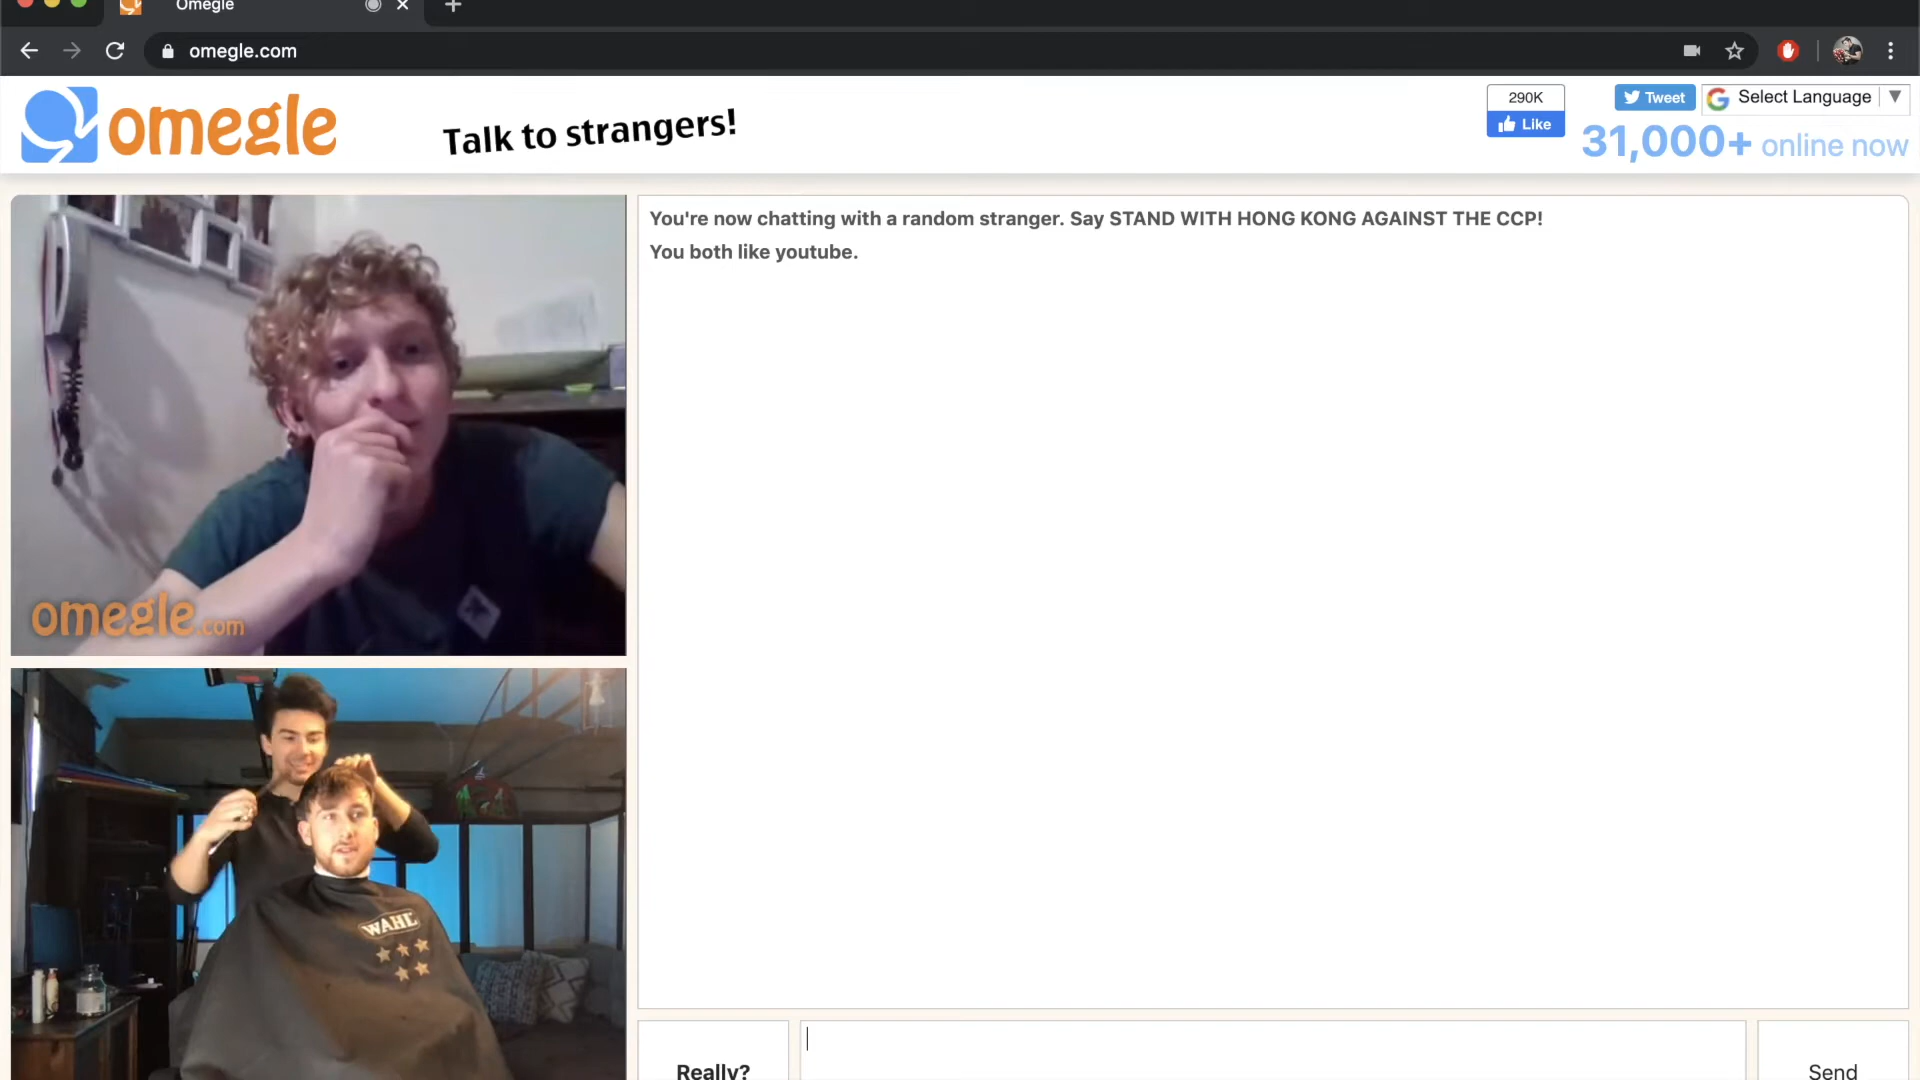 Omegle
omegle.com
omegle
Talk to strangers!
290K
Like
Tweet
Select Language
31,000+ online now
You're now chatting with a random stranger. Say STAND WITH HONG KONG AGAINST THE CCP!
You both like youtube.
omegle.com
WAHL
Really?
Send